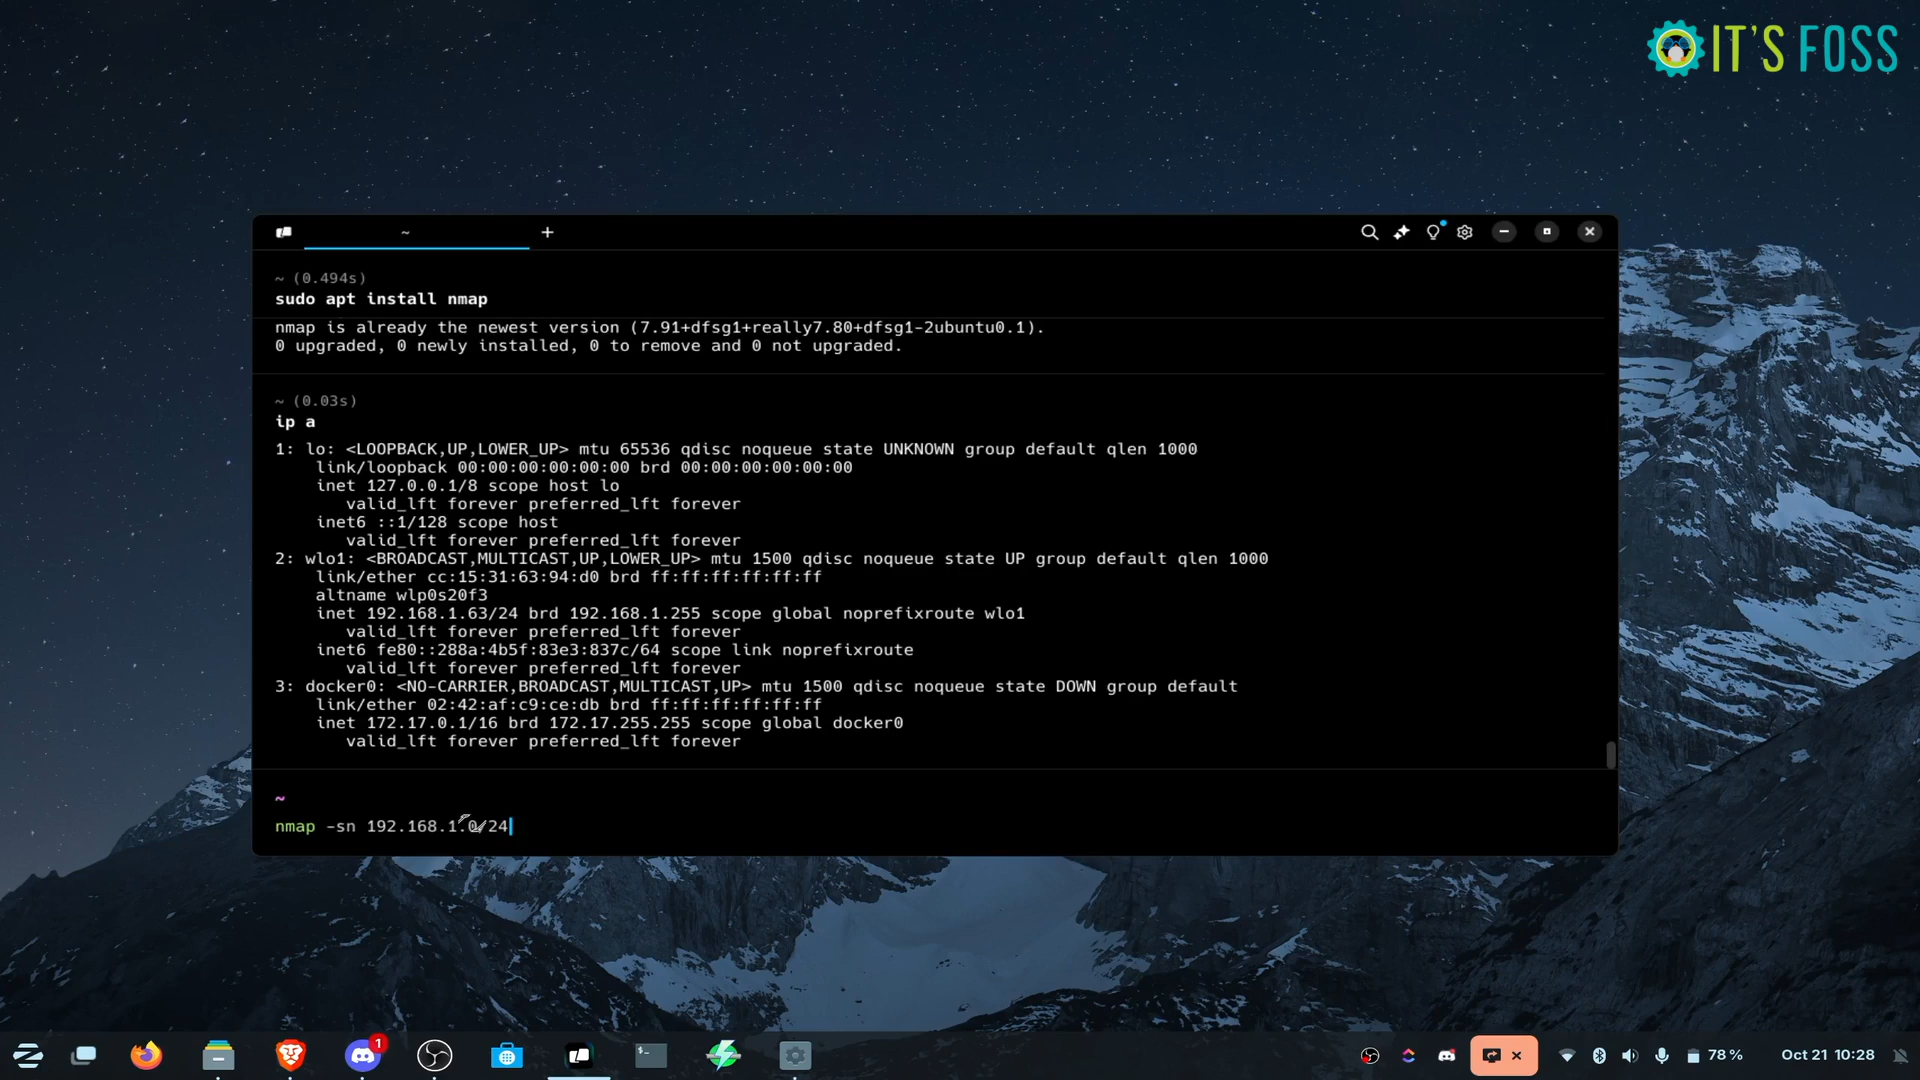 IT'S FOSS
~
~ (0.494s)
sudo apt install nmap
nmap is already the newest version (7.91+dfsg1+really7.80+dfsg1-2ubuntu0.1).
0 upgraded, 0 newly installed, 0 to remove and 0 not upgraded.
~ (0.03s)
ip a
1: lo: <LOOPBACK,UP,LOWER_UP> mtu 65536 qdisc noqueue state UNKNOWN group default qlen 1000
link/loopback 00:00:00:00:00:00 brd 00:00:00:00:00:00
inet 127.0.0.1/8 scope host lo
valid_lft forever preferred_lft forever
inet6 ::1/128 scope host
valid_lft forever preferred_lft forever
2: wlo1: <BROADCAST,MULTICAST,UP,LOWER_UP> mtu 1500 qdisc noqueue state UP group default qlen 1000
link/ether cc:15:31:63:94:d0 brd ff:ff:ff:ff:ff:ff
altname wlp0s20f3
inet 192.168.1.63/24 brd 192.168.1.255 scope global noprefixroute wlo1
valid_lft forever preferred_lft forever
inet6 fe80::288a:4b5f:83e3:837c/64 scope link noprefixroute
valid_lft forever preferred_lft forever
3: docker0: <NO-CARRIER,BROADCAST,MULTICAST,UP> mtu 1500 qdisc noqueue state DOWN group default
link/ether 02:42:af:c9:ce:db brd ff:ff:ff:ff:ff:ff
inet 172.17.0.1/16 brd 172.17.255.255 scope global docker0
valid_lft forever preferred_lft forever
~
nmap -sn 192.168.1.0/24
1
78 %
Oct 21 10:28